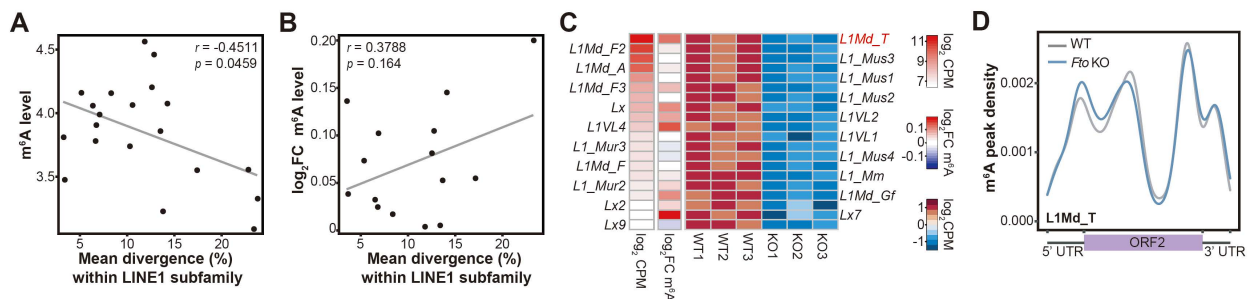 A
r = -0.4511
p = 0.0459
4.5
4.0
3.5
m⁶A level
5
10
15
20
Mean divergence (%)
within LINE1 subfamily
B
r = 0.3788
p = 0.164
0.20
0.15
0.10
0.05
0
log₂FC m⁶A level
5
10
15
20
Mean divergence (%)
within LINE1 subfamily
C
L1Md_F2
L1Md_A
L1Md_F3
Lx
L1VL4
L1_Mur3
L1Md_F
L1_Mur2
Lx2
Lx9
L1Md_T
L1_Mus3
L1_Mus1
L1_Mus2
L1VL2
L1VL1
L1_Mus4
L1_Mm
L1Md_Gf
Lx7
log₂ CPM
log₂FC m⁶A
WT1
WT2
WT3
KO1
KO2
KO3
11
9
7
log₂ CPM
0.1
0
-0.1
log₂FC m⁶A
1
0
-1
log₂CPM
D
WT
Fto KO
0.002
0.001
0.000
m⁶A peak density
L1Md_T
ORF2
5' UTR
3' UTR